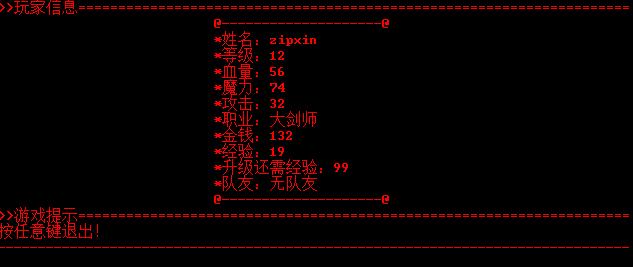 >>玩家信息======================================================================
@--------------------@
*姓名：zipxin
*等级：12
*血量：56
*魔力：74
*攻击：32
*职业：大剑师
*金钱：132
*经验：19
*升级还需经验：99
*队友：无队友
@--------------------@
>>游戏提示======================================================================
按任意键退出！
-------------------------------------------------------------------------------